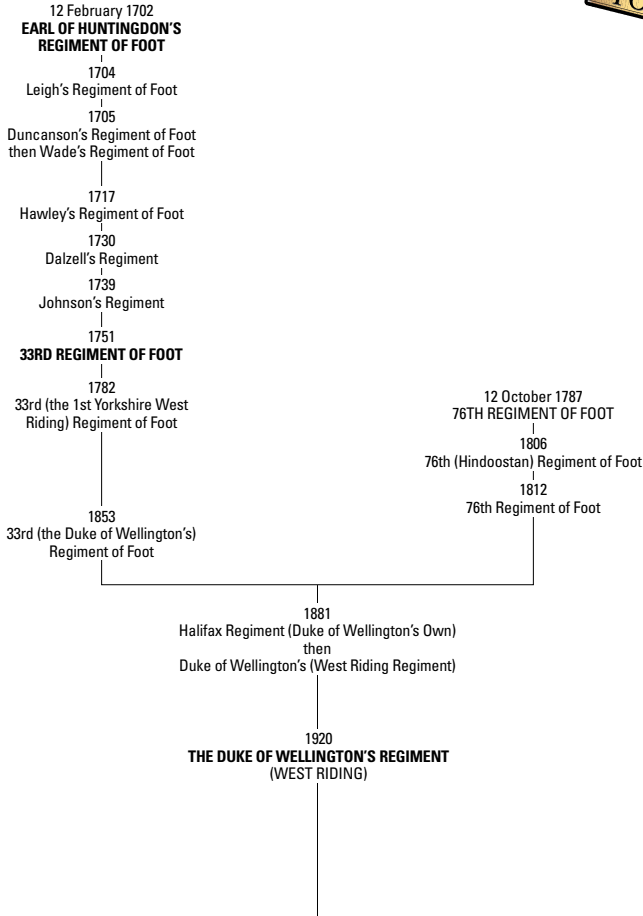 12 February 1702
EARL OF HUNTINGDON'S
REGIMENT OF FOOT
1704
Leigh's Regiment of Foot
1705
Duncanson's Regiment of Foot
then Wade's Regiment of Foot
1717
Hawley's Regiment of Foot
1730
Dalzell's Regiment
1739
Johnson's Regiment
1751
33RD REGIMENT OF FOOT
1782
33rd (the 1st Yorkshire West
Riding) Regiment of Foot
1853
33rd (the Duke of Wellington's)
Regiment of Foot
12 October 1787
76TH REGIMENT OF FOOT
1806
76th (Hindoostan) Regiment of Foot
1812
76th Regiment of Foot
1881
Halifax Regiment (Duke of Wellington's Own)
then
Duke of Wellington's (West Riding Regiment)
1920
THE DUKE OF WELLINGTON'S REGIMENT
(WEST RIDING)